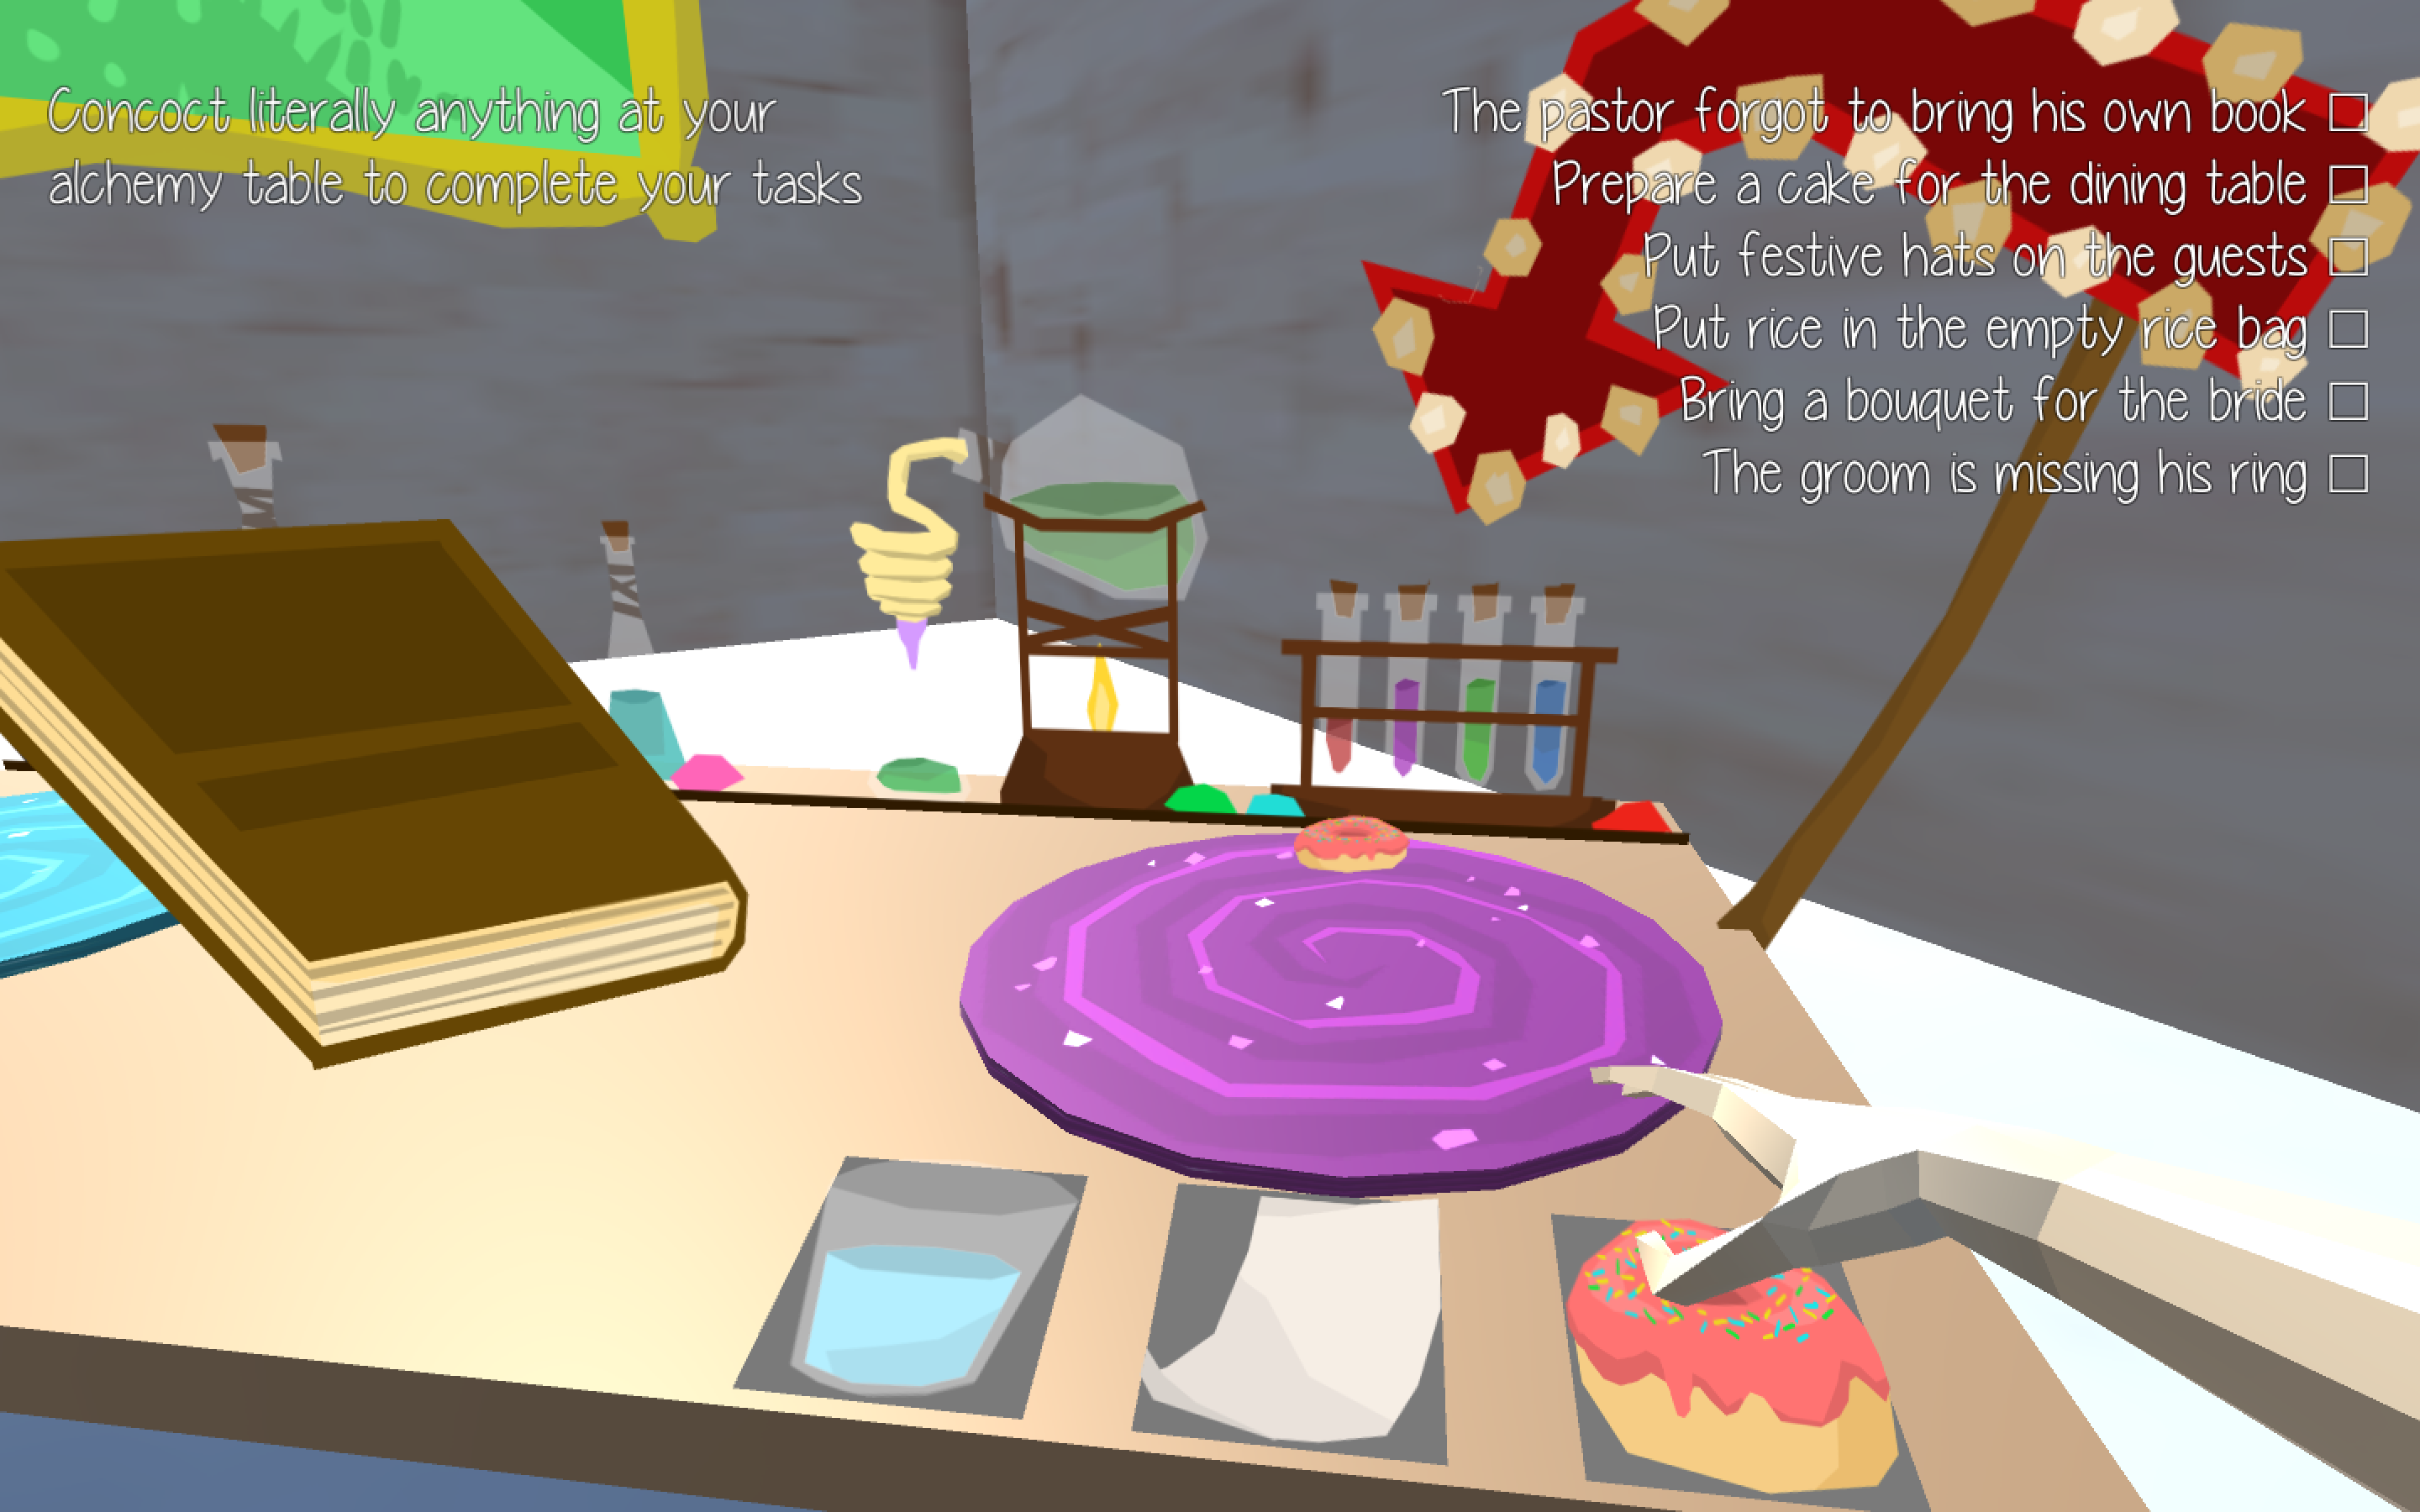 Concoct literally anything at your
alchemy table to complete your tasks
The pastor forgot to bring his own book
Prepare a cake for the dining table
Put festive hats on the guests
Put rice in the empty rice bag
Bring a bouquet for the bride
The groom is missing his ring